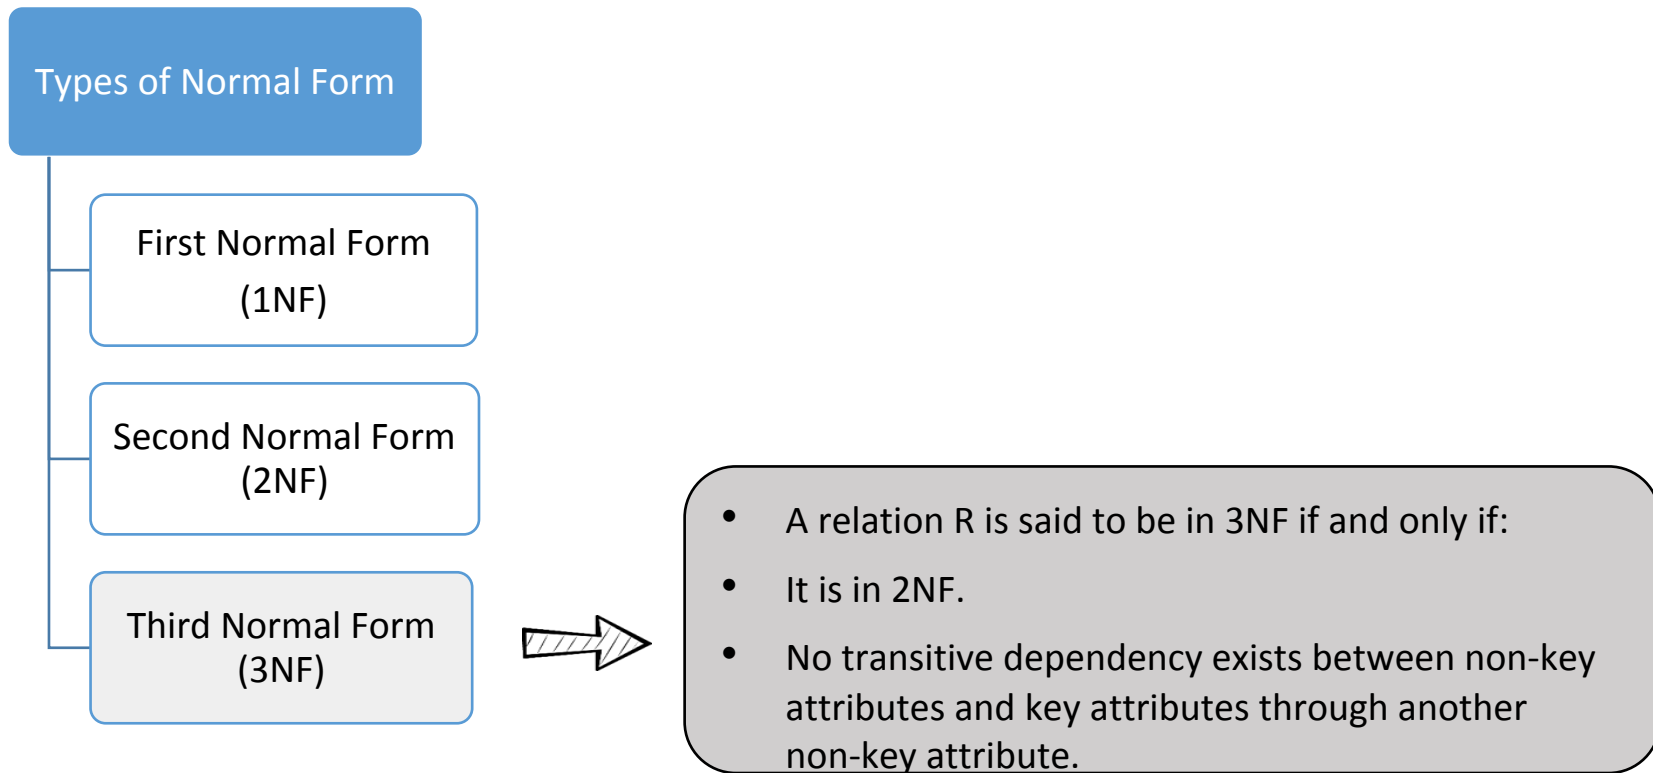 Types of Normal Form
First Normal Form
(1NF)
Second Normal Form
(2NF)
Third Normal Form
(3NF)
• A relation R is said to be in 3NF if and only if:
• It is in 2NF.
• No transitive dependency exists between non-key
attributes and key attributes through another
non-key attribute.